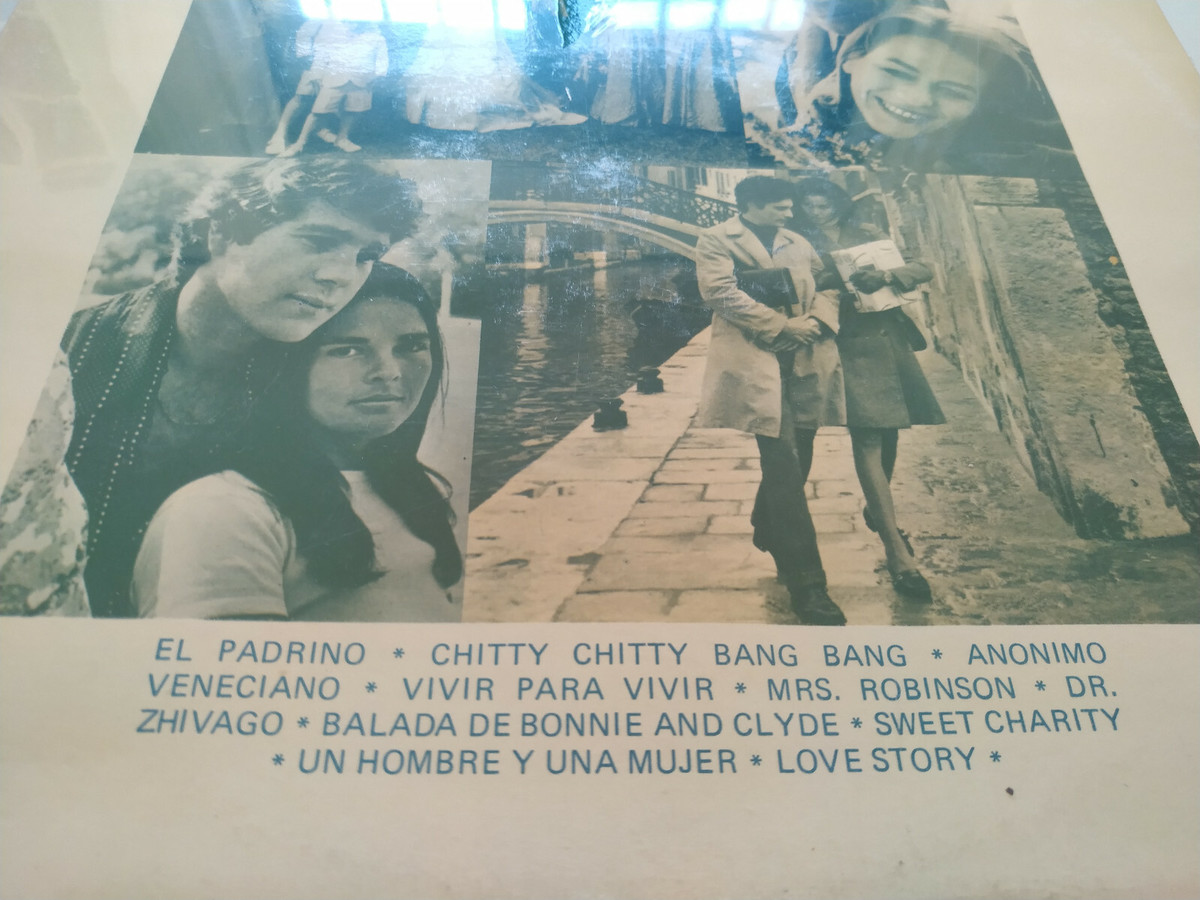 EL PADRINO * CHITTY CHITTY BANG BANG * ANONIMO
VENECIANO * VIVIR PARA VIVIR * MRS. ROBINSON * DR.
ZHIVAGO * BALADA DE BONNIE AND CLYDE * SWEET CHARITY
* UN HOMBRE Y UNA MUJER * LOVE STORY *